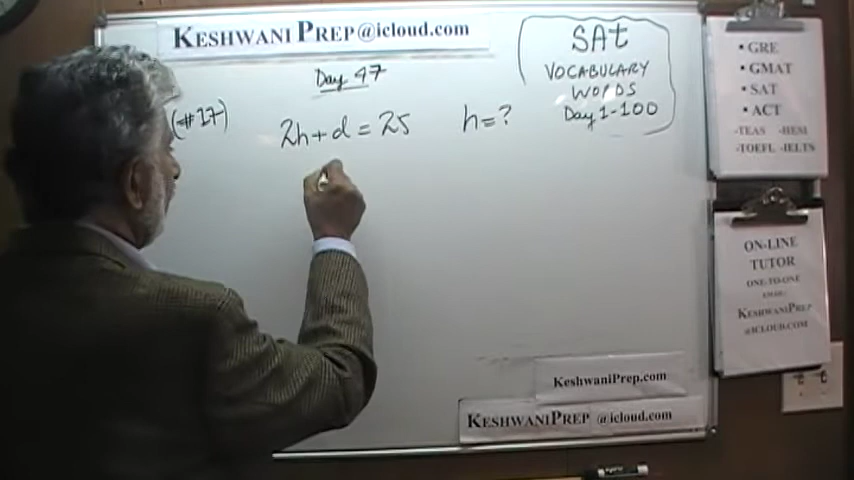 KESHWANI PREP@icloud.com
Day 47
(#17)
2h+d=25
h=?
SAt
VOCABULARY
WORDS
Day 1-100
• GRE
• GMAT
• SAT
• ACT
-TEAS -HESI
-TOEFL -IELTS
ON-LINE
TUTOR
ONE-TO-ONE
EMAIL:
KESHWANIPREP
@ICLOUD.COM
KeshwaniPrep.com
KESHWANIPREP @icloud.com